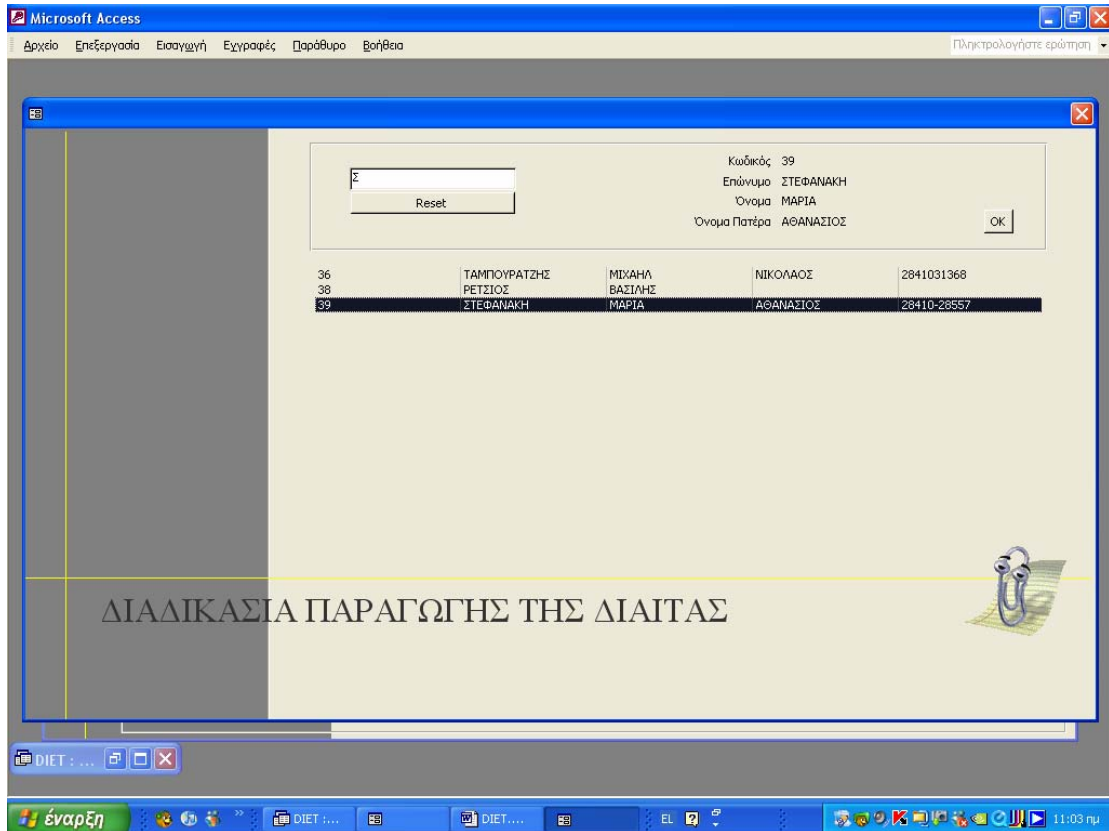 Microsoft Access
Αρχείο Επεξεργασία Εισαγωγή Εγγραφές Παράθυρο Βοήθεια Πληκτρολογήστε ερώτηση
Σ
Reset
Κωδικός 39
Επώνυμο ΣΤΕΦΑΝΑΚΗ
Όνομα ΜΑΡΙΑ
Όνομα Πατέρα ΑΘΑΝΑΣΙΟΣ
OK
36 ΤΑΜΠΟΥΡΑΤΖΗΣ ΜΙΧΑΗΛ ΝΙΚΟΛΑΟΣ 2841031368
38 ΡΕΤΣΙΟΣ ΒΑΣΙΛΗΣ
39 ΣΤΕΦΑΝΑΚΗ ΜΑΡΙΑ ΑΘΑΝΑΣΙΟΣ 28410-28557
ΔΙΑΔΙΚΑΣΙΑ ΠΑΡΑΓΩΓΗΣ ΤΗΣ ΔΙΑΙΤΑΣ
DIET : ...
έναρξη DIET :... DIET.... EL 11:03 πμ